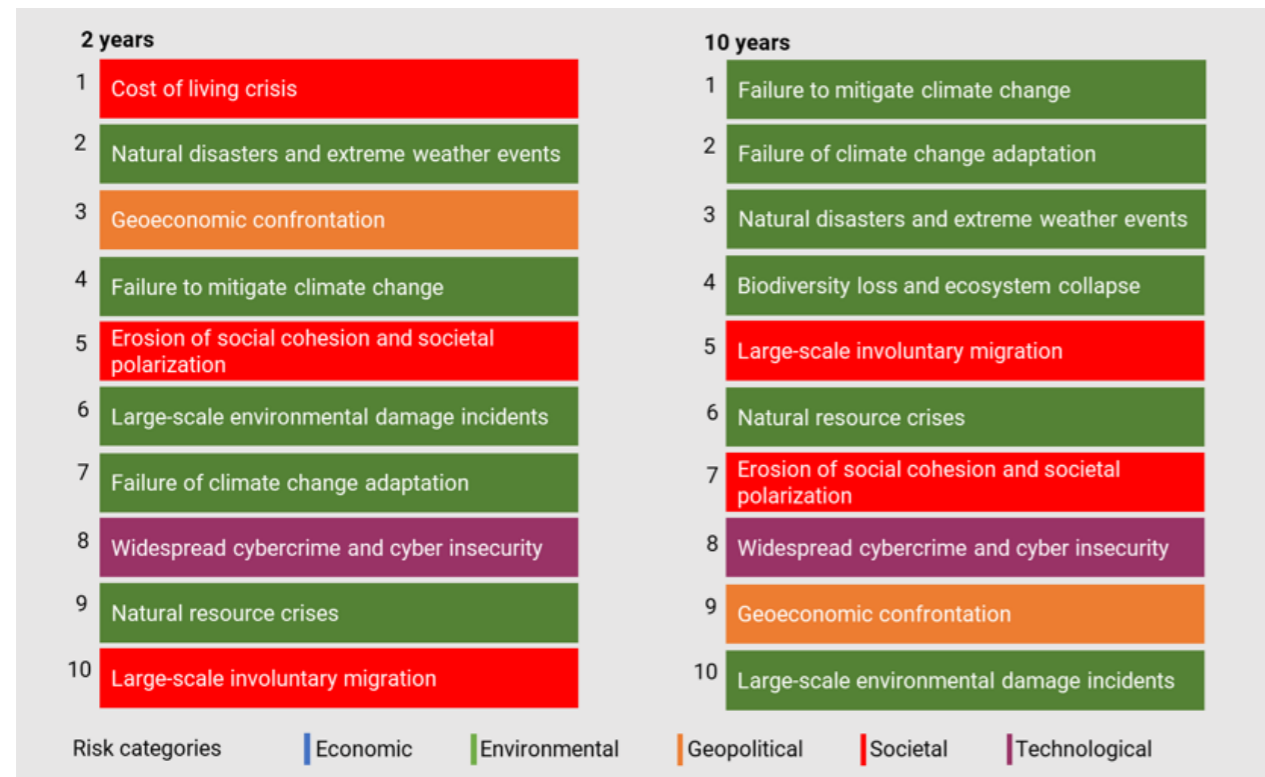 2 years
1 Cost of living crisis
2 Natural disasters and extreme weather events
3 Geoeconomic confrontation
4 Failure to mitigate climate change
5 Erosion of social cohesion and societal
polarization
6 Large-scale environmental damage incidents
7 Failure of climate change adaptation
8 Widespread cybercrime and cyber insecurity
9 Natural resource crises
10 Large-scale involuntary migration
10 years
1 Failure to mitigate climate change
2 Failure of climate change adaptation
3 Natural disasters and extreme weather events
4 Biodiversity loss and ecosystem collapse
5 Large-scale involuntary migration
6 Natural resource crises
7 Erosion of social cohesion and societal
polarization
8 Widespread cybercrime and cyber insecurity
9 Geoeconomic confrontation
10 Large-scale environmental damage incidents
Risk categories Economic Environmental Geopolitical Societal Technological